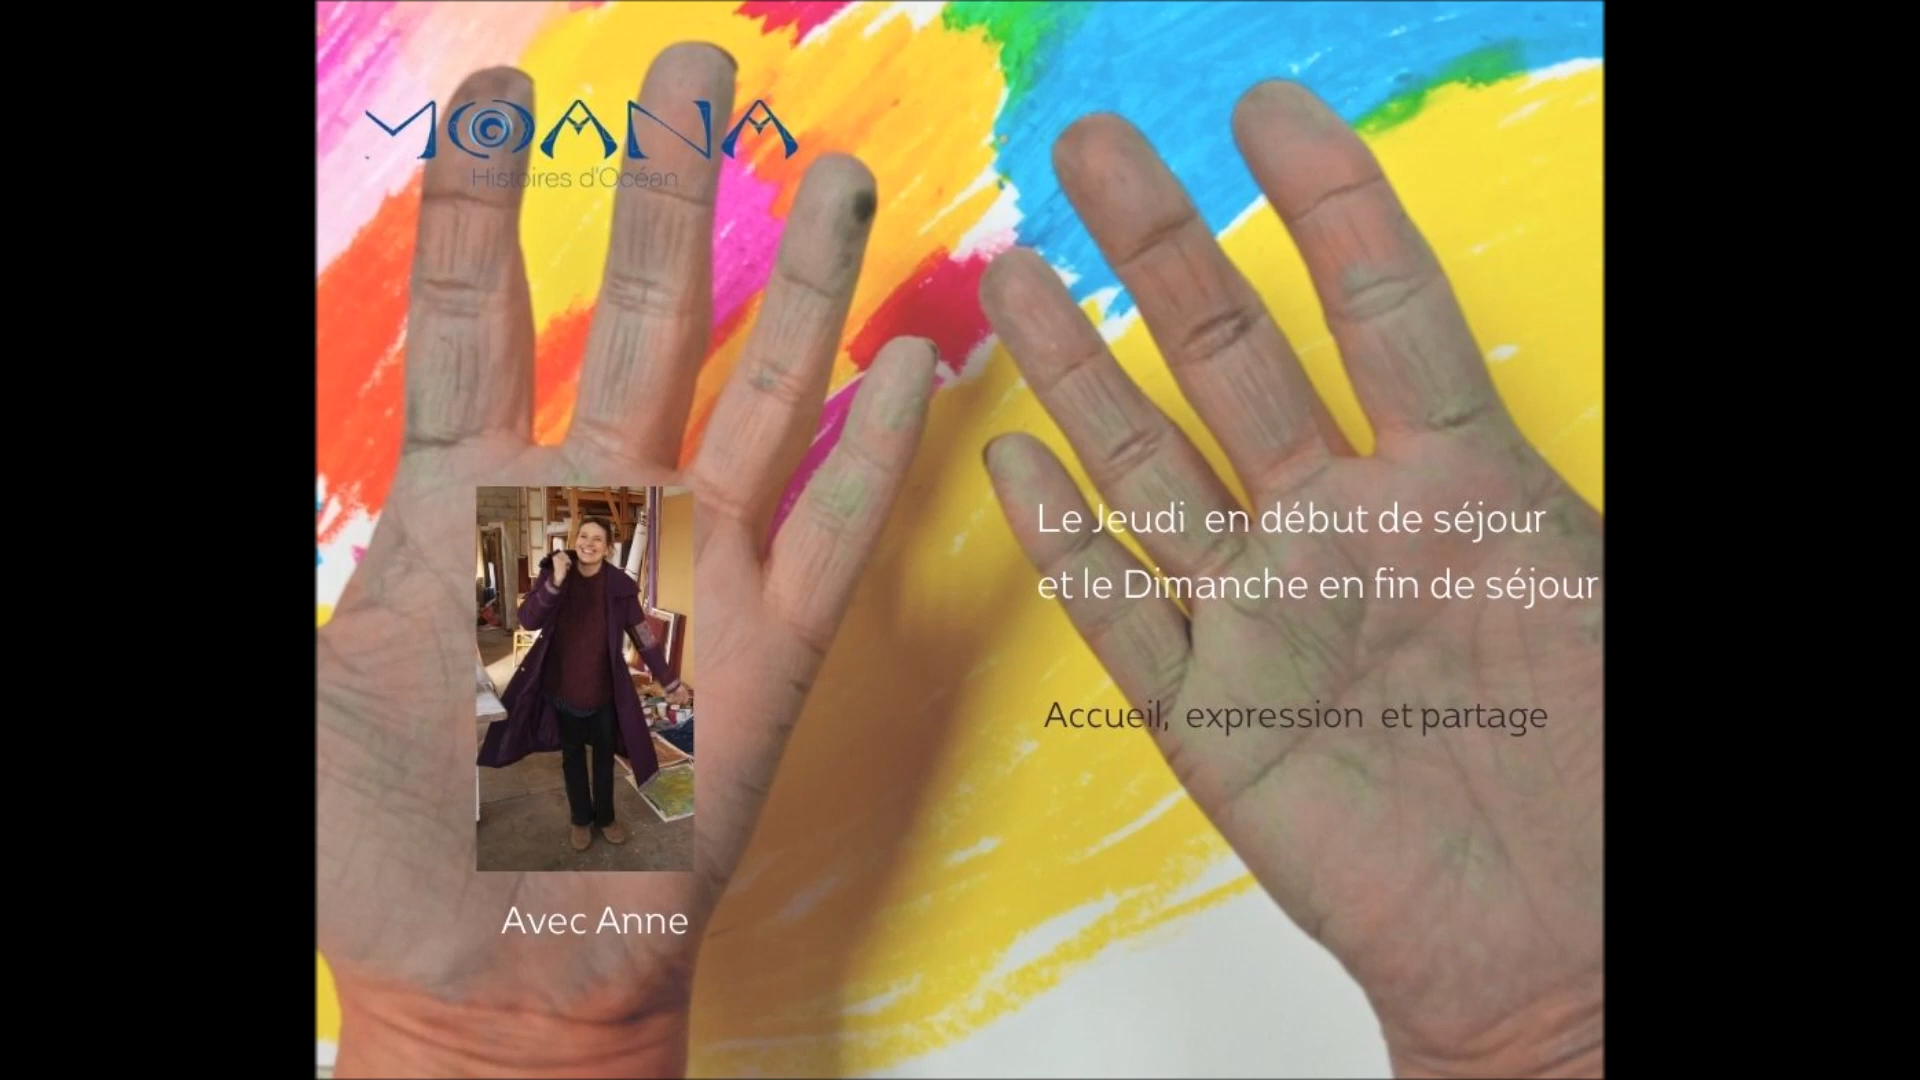 MOANA
Histoires d'Océan
Le Jeudi en début de séjour
et le Dimanche en fin de séjour
Accueil, expression et partage
Avec Anne